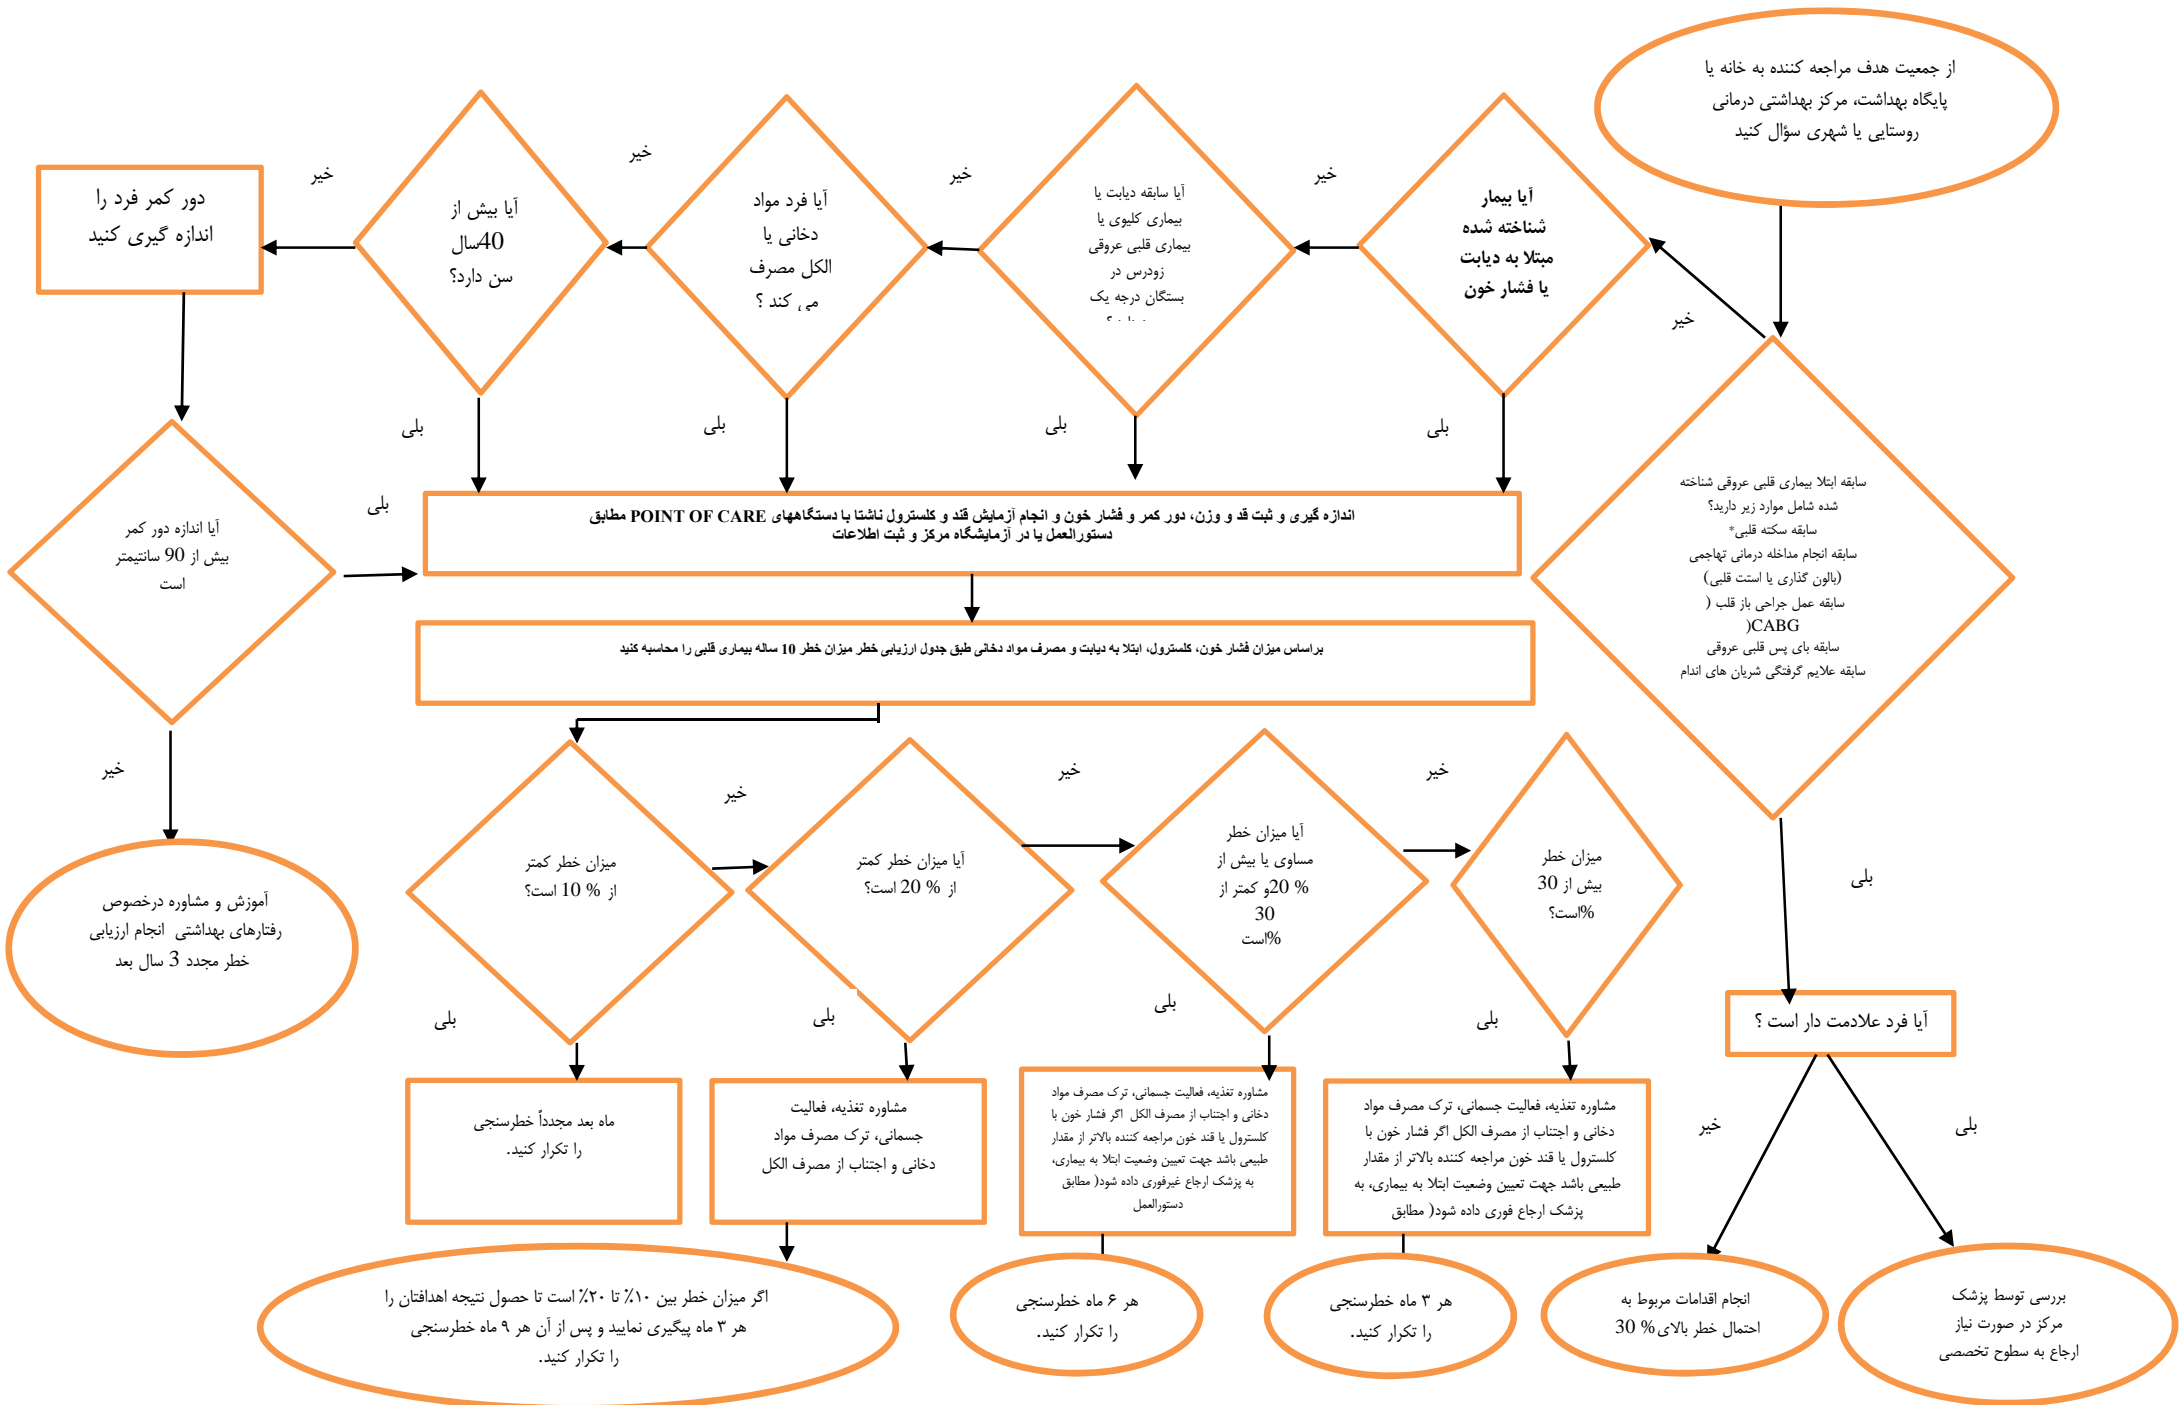 از جمعیت هدف مراجعه کننده به خانه یا
پایگاه بهداشت، مرکز بهداشتی درمانی
روستایی یا شهری سؤال کنید
خیر
آیا بیمار
شناخته شده
مبتلا به دیابت
یا فشار خون
خیر
آیا سابقه دیابت یا
بیماری کلیوی یا
بیماری قلبی عروقی
زودرس در
بستگان درجه یک
خیر
آیا فرد مواد
دخانی یا
الکل مصرف
می کند ؟
خیر
آیا بیش از
40سال
سن دارد؟
خیر
دور کمر فرد را
اندازه گیری کنید
بلی
بلی
بلی
بلی
سابقه ابتلا بیماری قلبی عروقی شناخته
شده شامل موارد زیر دارید؟
سابقه سکته قلبی*
سابقه انجام مداخله درمانی تهاجمی
(بالون گذاری یا استت قلبی)
سابقه عمل جراحی باز قلب (
CABG(
سابقه بای پس قلبی عروقی
سابقه علایم گرفتگی شریان های اندام
اندازه گیری و ثبت قد و وزن، دور کمر و فشار خون و انجام آزمایش قند و کلسترول ناشتا با دستگاههای POINT OF CARE مطابق
دستورالعمل یا در آزمایشگاه مرکز و ثبت اطلاعات
بلی
آیا اندازه دور کمر
بیش از 90 سانتیمتر
است
براساس میزان فشار خون، کلسترول، ابتلا به دیابت و مصرف مواد دخانی طبق جدول ارزیابی خطر میزان خطر 10 ساله بیماری قلبی را محاسبه کنید
خیر
آموزش و مشاوره درخصوص
رفتارهای بهداشتی انجام ارزیابی
خطر مجدد 3 سال بعد
میزان خطر کمتر
از % 10 است؟
خیر
آیا میزان خطر کمتر
از % 20 است؟
خیر
آیا میزان خطر
مساوی یا بیش از
% 20و کمتر از
30
%است
خیر
میزان خطر
بیش از 30
%است؟
بلی
بلی
بلی
بلی
بلی
آیا فرد علادمت دار است ؟
ماه بعد مجدداً خطرسنجی
را تکرار کنید.
مشاوره تغذیه، فعالیت
جسمانی، ترک مصرف مواد
دخانی و اجتناب از مصرف الکل
مشاوره تغذیه، فعالیت جسمانی، ترک مصرف مواد
دخانی و اجتناب از مصرف الکل اگر فشار خون با
کلسترول یا قند خون مراجعه کننده بالاتر از مقدار
طبیعی باشد جهت تعیین وضعیت ابتلا به بیماری،
به پزشک ارجاع غیرفوری داده شود( مطابق
دستورالعمل
مشاوره تغذیه، فعالیت جسمانی، ترک مصرف مواد
دخانی و اجتناب از مصرف الکل اگر فشار خون با
کلسترول یا قند خون مراجعه کننده بالاتر از مقدار
طبیعی باشد جهت تعیین وضعیت ابتلا به بیماری، به
پزشک ارجاع فوری داده شود( مطابق
خیر
بلی
اگر میزان خطر بین ۱۰٪ تا ۲۰٪ است تا حصول نتیجه اهدافتان را
هر ۳ ماه پیگیری نمایید و پس از آن هر ۹ ماه خطرسنجی
را تکرار کنید.
هر ۶ ماه خطرسنجی
را تکرار کنید.
هر ۳ ماه خطرسنجی
را تکرار کنید.
انجام اقدامات مربوط به
احتمال خطر بالای% 30
بررسی توسط پزشک
مرکز در صورت نیاز
ارجاع به سطوح تخصصی